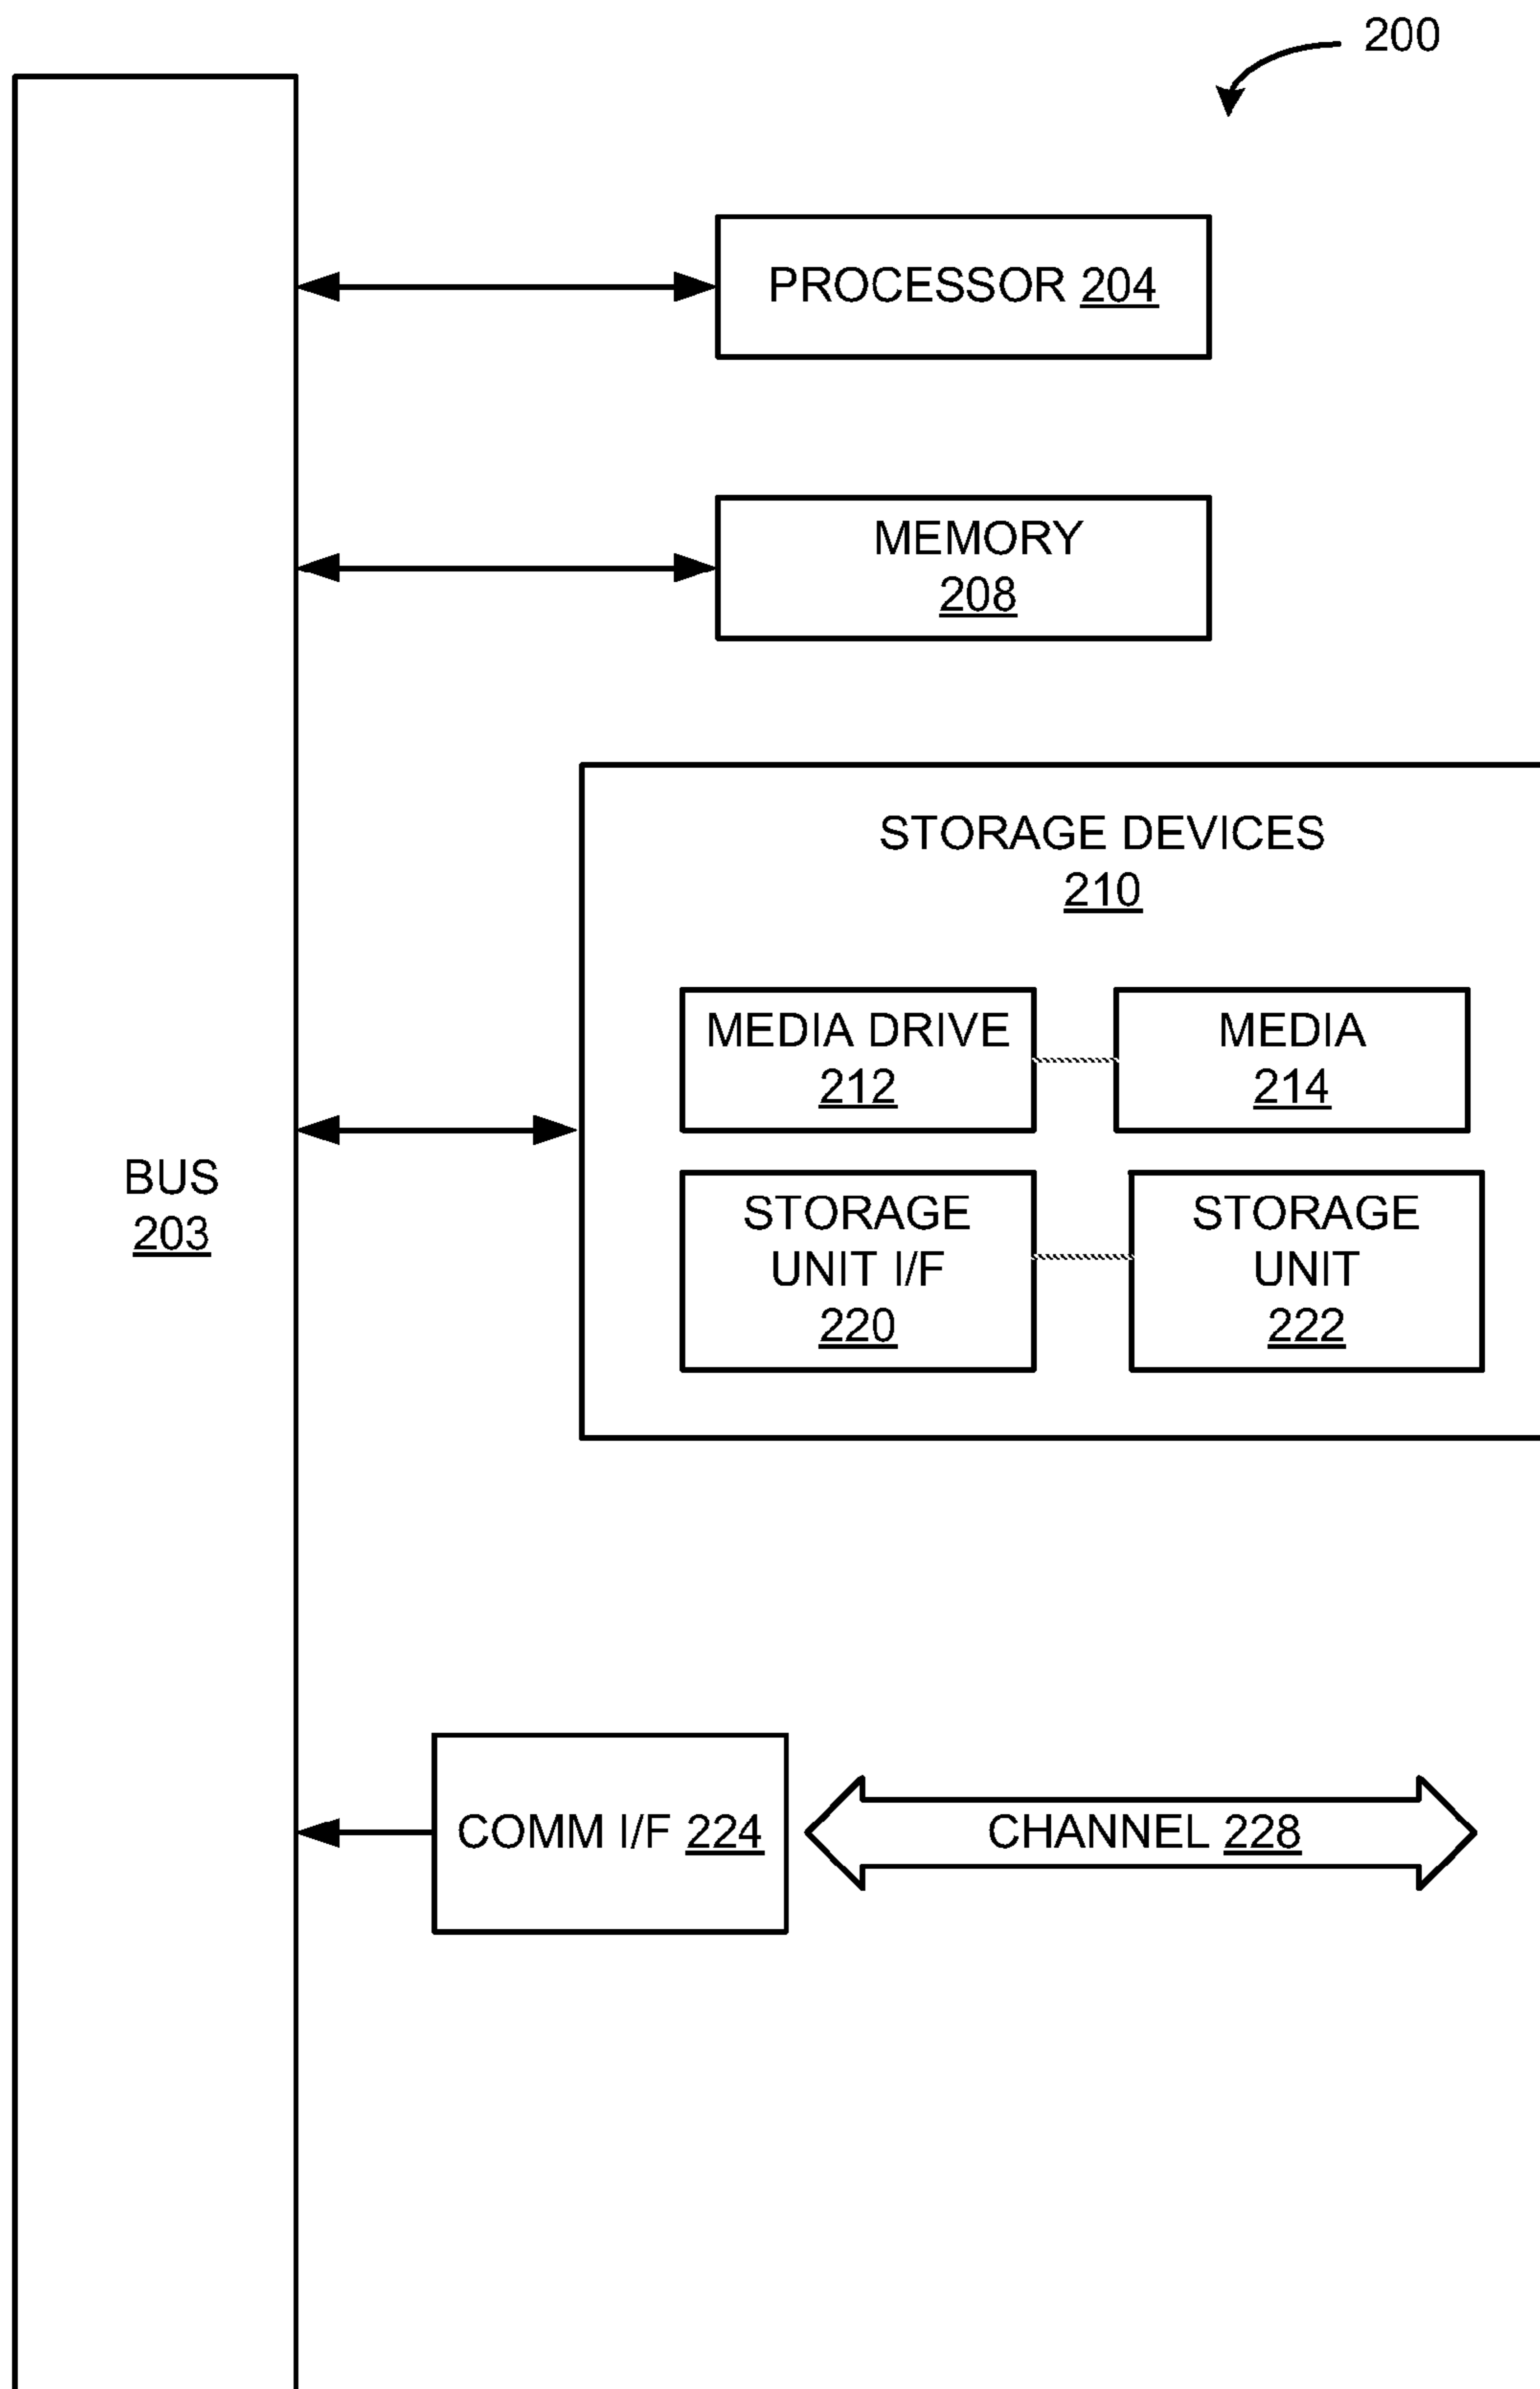 200
PROCESSOR 204
MEMORY
208
STORAGE DEVICES
210
MEDIA DRIVE
212
MEDIA
214
BUS
203
STORAGE
UNIT I/F
220
STORAGE
UNIT
222
COMM I/F 224
CHANNEL 228